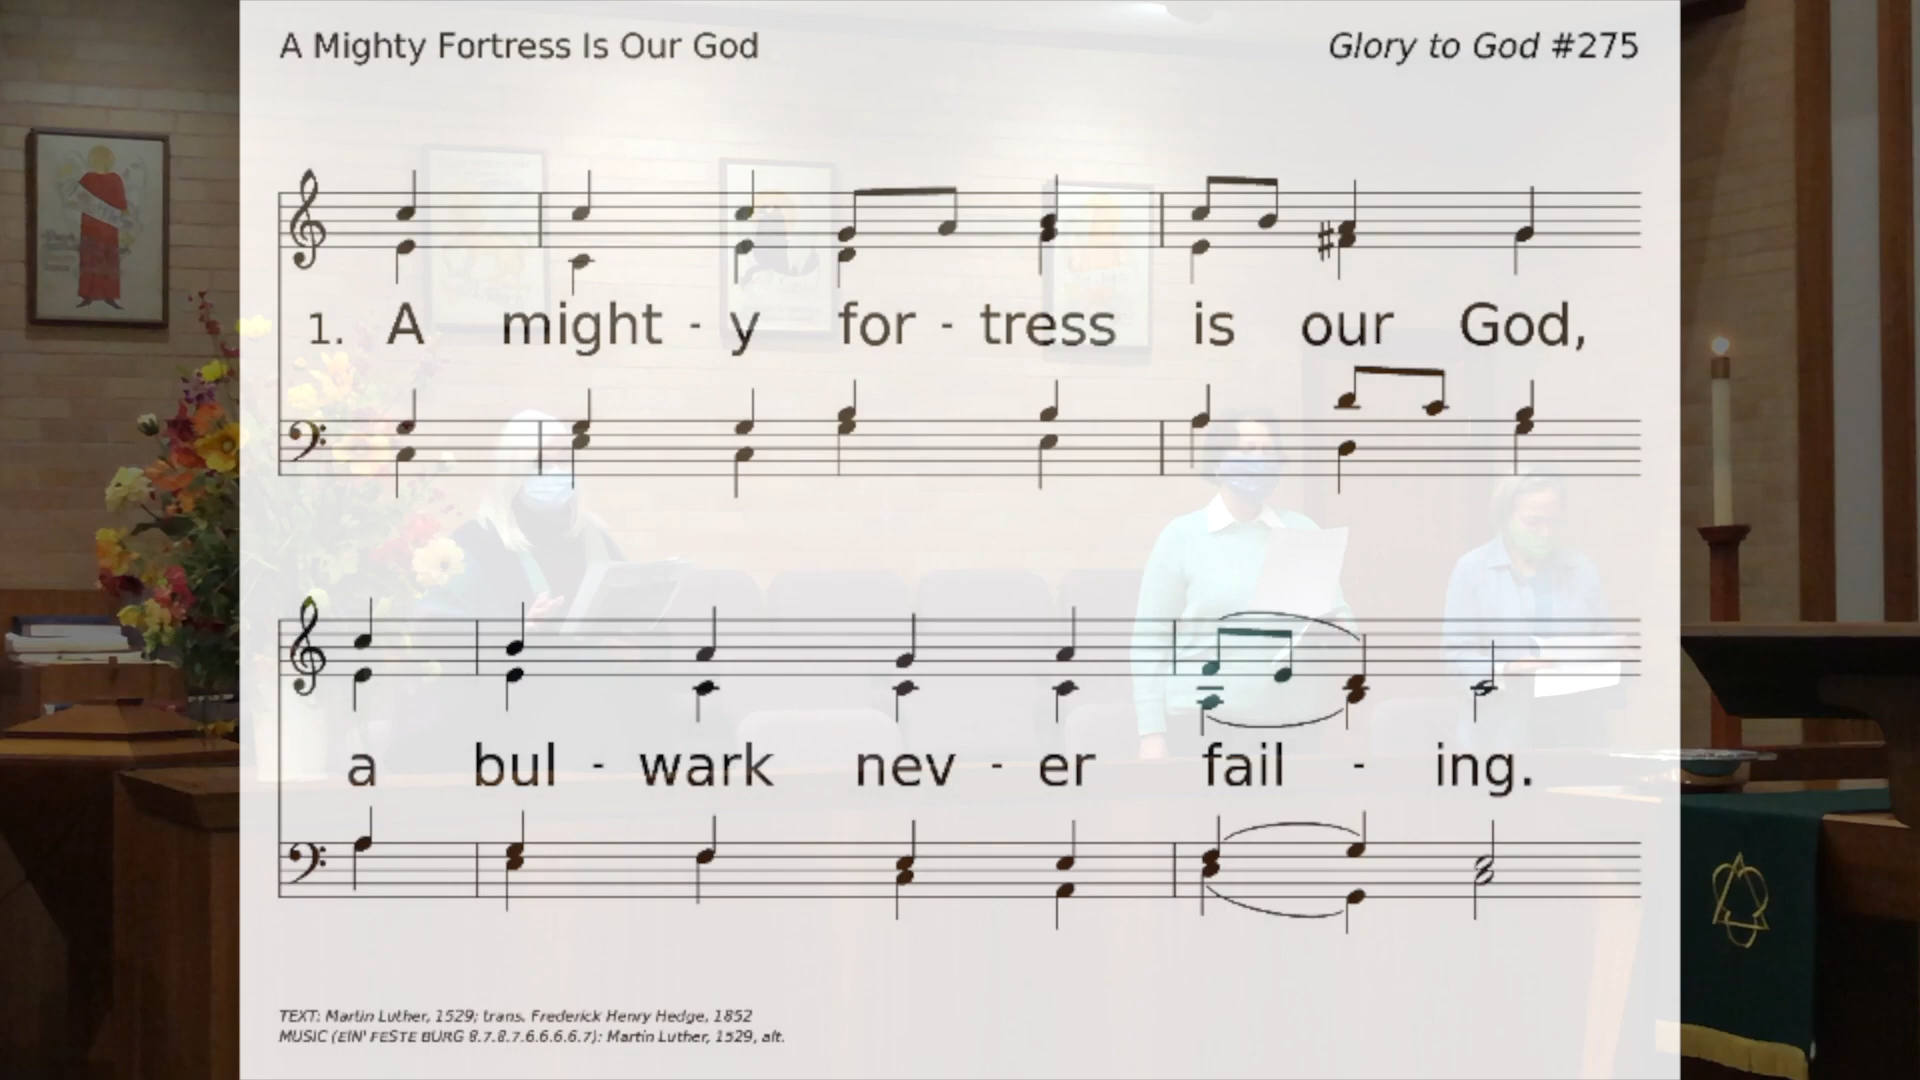 A Mighty Fortress Is Our God
Glory to God #275
1. A might - y for - tress is our God,
a bul - wark nev - er fail - ing.
TEXT: Martin Luther, 1529; trans. Frederick Henry Hedge, 1852
MUSIC (EIN' FESTE BURG 8.7.8.7.6.6.6.6.7): Martin Luther, 1529, alt.